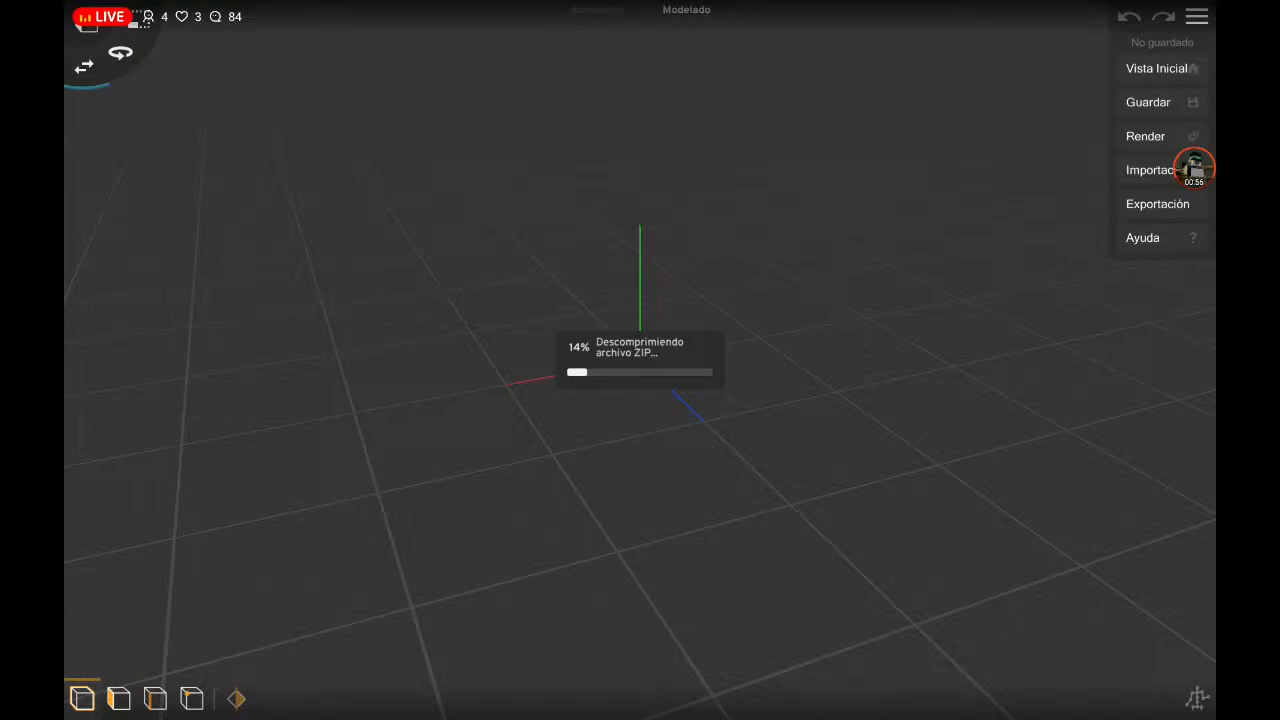 LIVE 4 3 84
Modelado
No guardado
Vista Inicial
Guardar
Render
Importac
00:56
Exportación
Ayuda ?
14% Descomprimiendo
archivo ZIP...